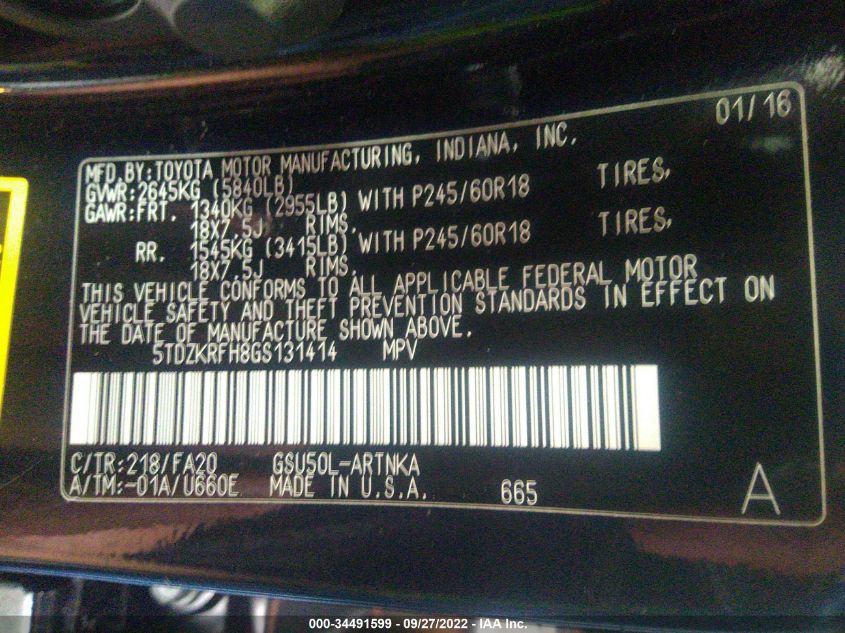 01/16
MFD.BY:TOYOTA MOTOR MANUFACTURING, INDIANA, INC.
GVWR:2645KG (5840LB)
GAWR:FRT. 1340KG (2955LB) WITH P245/60R18 TIRES,
18X7.5J RIMS.
RR. 1545KG (3415LB) WITH P245/60R18 TIRES,
18X7.5J RIMS.
THIS VEHICLE CONFORMS TO ALL APPLICABLE FEDERAL MOTOR
VEHICLE SAFETY AND THEFT PREVENTION STANDARDS IN EFFECT ON
THE DATE OF MANUFACTURE SHOWN ABOVE.
5TDZKRFH8GS131414 MPV
C/TR:218/FA20 GSU50L-ARTNKA
A/TM:-01A/U660E MADE IN U.S.A. 665 A
000-34491599 / 09/27/2022 - IAA Inc.